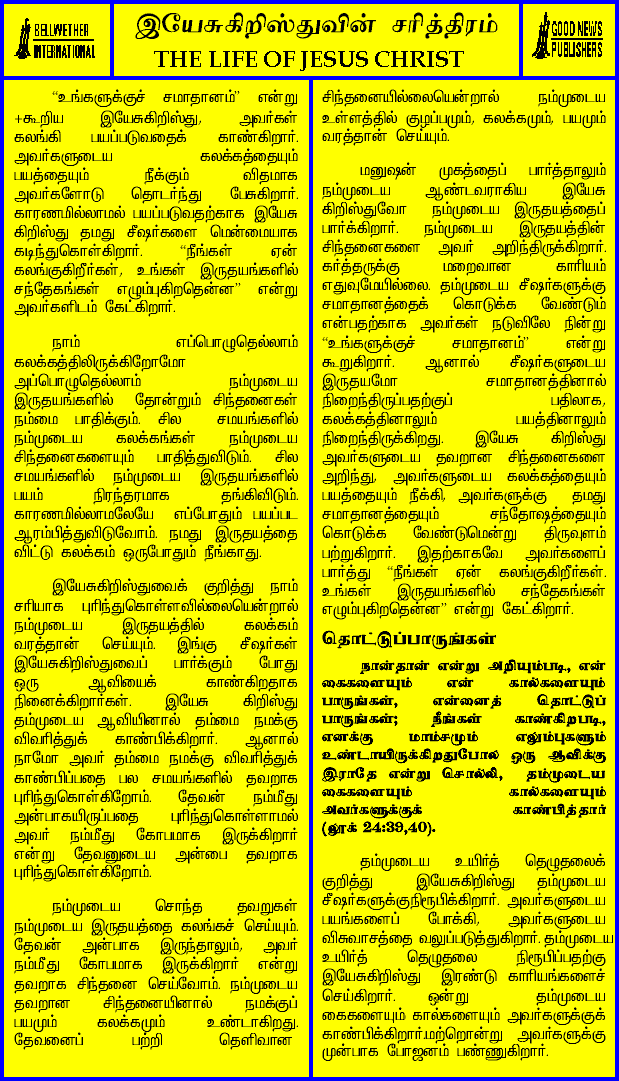 BELLWETHER
INTERNATIONAL
இயேசுகிறிஸ்துவின் சரித்திரம்
THE LIFE OF JESUS CHRIST
GOOD NEWS
PUBLISHERS
“உங்களுக்குச் சமாதானம்” என்று
+கூறிய இயேசுகிறிஸ்து, அவர்கள்
கலங்கி பயப்படுவதைக் காண்கிறார்.
அவர்களுடைய கலக்கத்தையும்
பயத்தையும் நீக்கும் விதமாக
அவர்களோடு தொடர்ந்து பேசுகிறார்.
காரணமில்லாமல் பயப்படுவதற்காக இயேசு
கிறிஸ்து தமது சீஷர்களை மென்மையாக
கடிந்துகொள்கிறார். “நீங்கள் ஏன்
கலங்குகிறீர்கள், உங்கள் இருதயங்களில்
சந்தேகங்கள் எழும்புகிறதென்ன” என்று
அவர்களிடம் கேட்கிறார்.
நாம் எப்பொழுதெல்லாம்
கலக்கத்திலிருக்கிறோமோ
அப்பொழுதெல்லாம் நம்முடைய
இருதயங்களில் தோன்றும் சிந்தனைகள்
நம்மை பாதிக்கும். சில சமயங்களில்
நம்முடைய கலக்கங்கள் நம்முடைய
சிந்தனைகளையும் பாதித்துவிடும். சில
சமயங்களில் நம்முடைய இருதயங்களில்
பயம் நிரந்தரமாக தங்கிவிடும்.
காரணமில்லாமலேயே எப்போதும் பயப்பட
ஆரம்பித்துவிடுவோம். நமது இருதயத்தை
விட்டு கலக்கம் ஒருபோதும் நீங்காது.
இயேசுகிறிஸ்துவைக் குறித்து நாம்
சரியாக புரிந்துகொள்ளவில்லையென்றால்
நம்முடைய இருதயத்தில் கலக்கம்
வரத்தான் செய்யும். இங்கு சீஷர்கள்
இயேசுகிறிஸ்துவைப் பார்க்கும் போது
ஒரு ஆவியைக் காண்கிறதாக
நினைக்கிறார்கள். இயேசு கிறிஸ்து
தம்முடைய ஆவியினால் தம்மை நமக்கு
விவரித்துக் காண்பிக்கிறார். ஆனால்
நாமோ அவர் தம்மை நமக்கு விவரித்துக்
காண்பிப்பதை பல சமயங்களில் தவறாக
புரிந்துகொள்கிறோம். தேவன் நம்மீது
அன்பாகயிருப்பதை புரிந்துகொள்ளாமல்
அவர் நம்மீது கோபமாக இருக்கிறார்
என்று தேவனுடைய அன்பை தவறாக
புரிந்துகொள்கிறோம்.
நம்முடைய சொந்த தவறுகள்
நம்முடைய இருதயத்தை கலங்கச் செய்யும்.
தேவன் அன்பாக இருந்தாலும், அவர்
நம்மீது கோபமாக இருக்கிறார் என்று
தவறாக சிந்தனை செய்வோம். நம்முடைய
தவறான சிந்தனையினால் நமக்குப்
பயமும் கலக்கமும் உண்டாகிறது.
தேவனைப் பற்றி தெளிவான
சிந்தனையில்லையென்றால் நம்முடைய
உள்ளத்தில் குழப்பமும், கலக்கமும், பயமும்
வரத்தான் செய்யும்.
மனுஷன் முகத்தைப் பார்த்தாலும்
நம்முடைய ஆண்டவராகிய இயேசு
கிறிஸ்துவோ நம்முடைய இருதயத்தைப்
பார்க்கிறார். நம்முடைய இருதயத்தின்
சிந்தனைகளை அவர் அறிந்திருக்கிறார்.
கர்த்தருக்கு மறைவான காரியம்
எதுவுமேயில்லை. தம்முடைய சீஷர்களுக்கு
சமாதானத்தைக் கொடுக்க வேண்டும்
என்பதற்காக அவர்கள் நடுவிலே நின்று
“உங்களுக்குச் சமாதானம்” என்று
கூறுகிறார். ஆனால் சீஷர்களுடைய
இருதயமோ சமாதானத்தினால்
நிறைந்திருப்பதற்குப் பதிலாக,
கலக்கத்தினாலும் பயத்தினாலும்
நிறைந்திருக்கிறது. இயேசு கிறிஸ்து
அவர்களுடைய தவறான சிந்தனைகளை
அறிந்து, அவர்களுடைய கலக்கத்தையும்
பயத்தையும் நீக்கி, அவர்களுக்கு தமது
சமாதானத்தையும் சந்தோஷத்தையும்
கொடுக்க வேண்டுமென்று திருவுளம்
பற்றுகிறார். இதற்காகவே அவர்களைப்
பார்த்து “நீங்கள் ஏன் கலங்குகிறீர்கள்.
உங்கள் இருதயங்களில் சந்தேகங்கள்
எழும்புகிறதென்ன” என்று கேட்கிறார்.
தொட்டுப்பாருங்கள்
நான்தான் என்று அறியும்படி, என்
கைகளையும் என் கால்களையும்
பாருங்கள், என்னைத் தொட்டுப்
பாருங்கள்; நீங்கள் காண்கிறபடி,
எனக்கு மாம்சமும் எலும்புகளும்
உண்டாயிருக்கிறதுபோல ஒரு ஆவிக்கு
இராதே என்று சொல்லி, தம்முடைய
கைகளையும் கால்களையும்
அவர்களுக்குக் காண்பித்தார்
(லூக் 24:39,40).
தம்முடைய உயிர்த் தெழுதலைக்
குறித்து இயேசுகிறிஸ்து தம்முடைய
சீஷர்களுக்குநிரூபிக்கிறார். அவர்களுடைய
பயங்களைப் போக்கி, அவர்களுடைய
விசுவாசத்தை வலுப்படுத்துகிறார். தம்முடைய
உயிர்த் தெழுதலை நிரூபிப்பதற்கு
இயேசுகிறிஸ்து இரண்டு காரியங்களைச்
செய்கிறார். ஒன்று தம்முடைய
கைகளையும் கால்களையும் அவர்களுக்குக்
காண்பிக்கிறார்.மற்றொன்று அவர்களுக்கு
முன்பாக போஜனம் பண்ணுகிறார்.